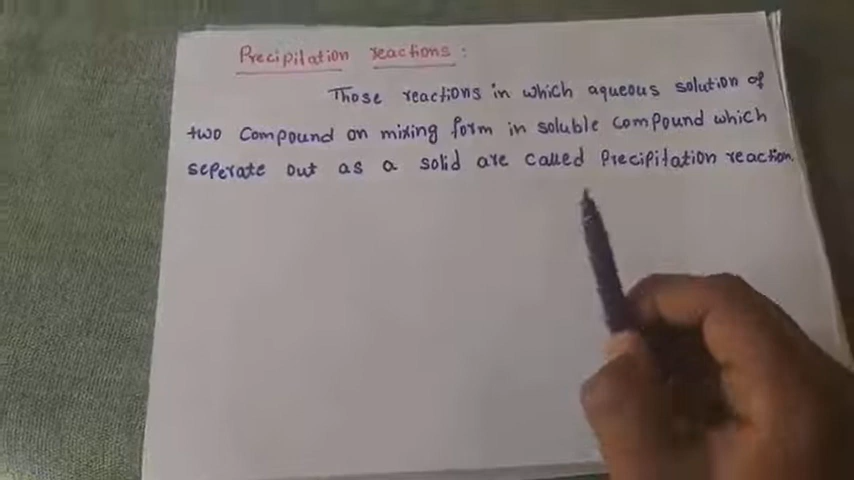 Precipitation reactions :
Those reactions in which aqueous solution of
two Compound on mixing form in soluble Compound which
seperate out as a solid are called Precipitation reaction.